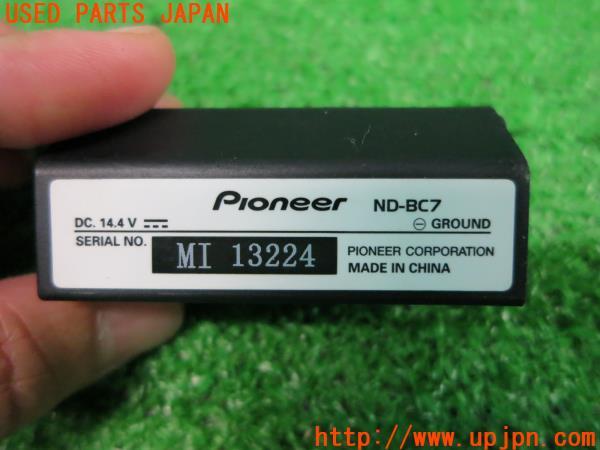 USED PARTS JAPAN
Pioneer ND-BC7
DC. 14.4 V ⎓ ⊖ GROUND
SERIAL NO. MI 13224 PIONEER CORPORATION
MADE IN CHINA
http://www.upjpn.com/